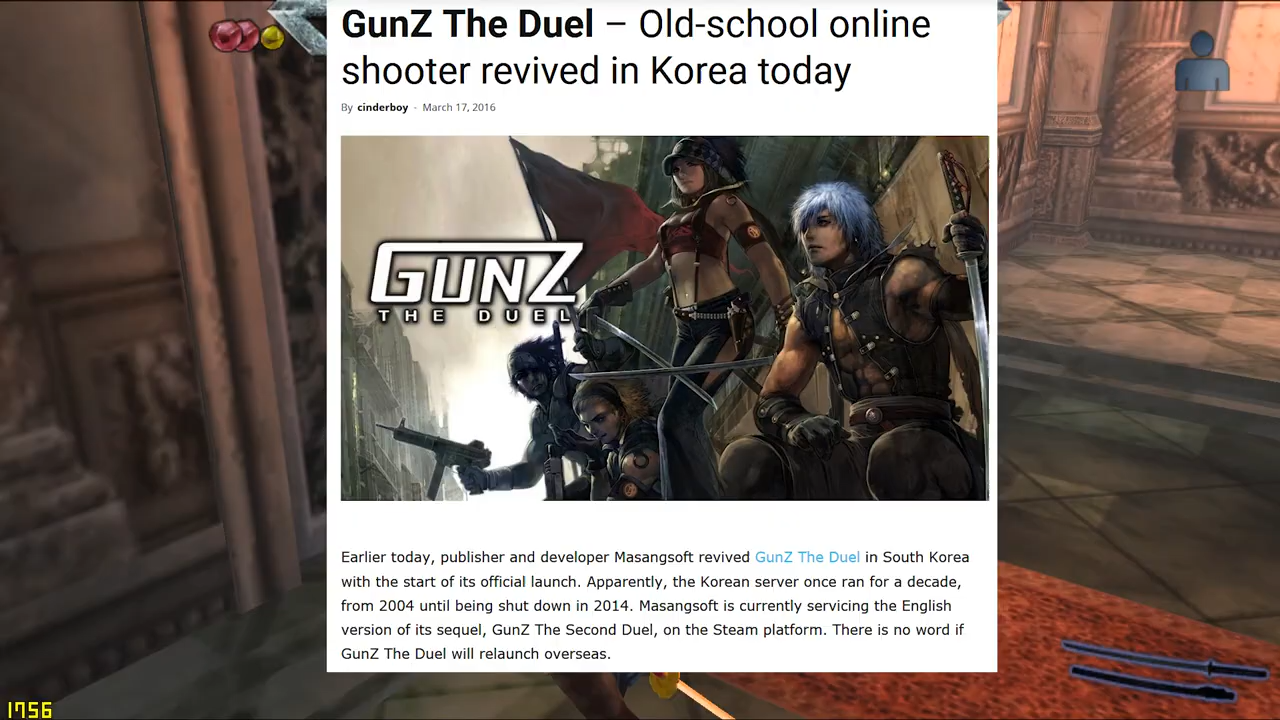 GunZ The Duel – Old-school online
shooter revived in Korea today
By cinderboy - March 17, 2016
GUNZ
THE DUEL
Earlier today, publisher and developer Masangsoft revived GunZ The Duel in South Korea
with the start of its official launch. Apparently, the Korean server once ran for a decade,
from 2004 until being shut down in 2014. Masangsoft is currently servicing the English
version of its sequel, GunZ The Second Duel, on the Steam platform. There is no word if
GunZ The Duel will relaunch overseas.
1756